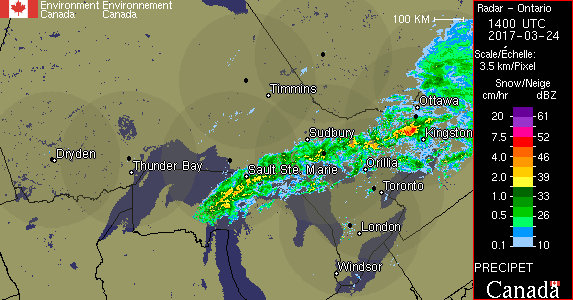 Environment Environnement
Canada Canada
100 KM
Timmins
Ottawa
Sudbury
Kingston
Dryden
Thunder Bay
Sault Ste. Marie
Orillia
Toronto
London
Windsor
Radar - Ontario
1400 UTC
2017-03-24
Scale/Échelle:
3.5 km/Pixel
Snow/Neige
cm/hr dBZ
20 61
7.5 52
4.0 46
2.0 39
1.0 33
0.5 26
0.1 10
PRECIPET
Canada